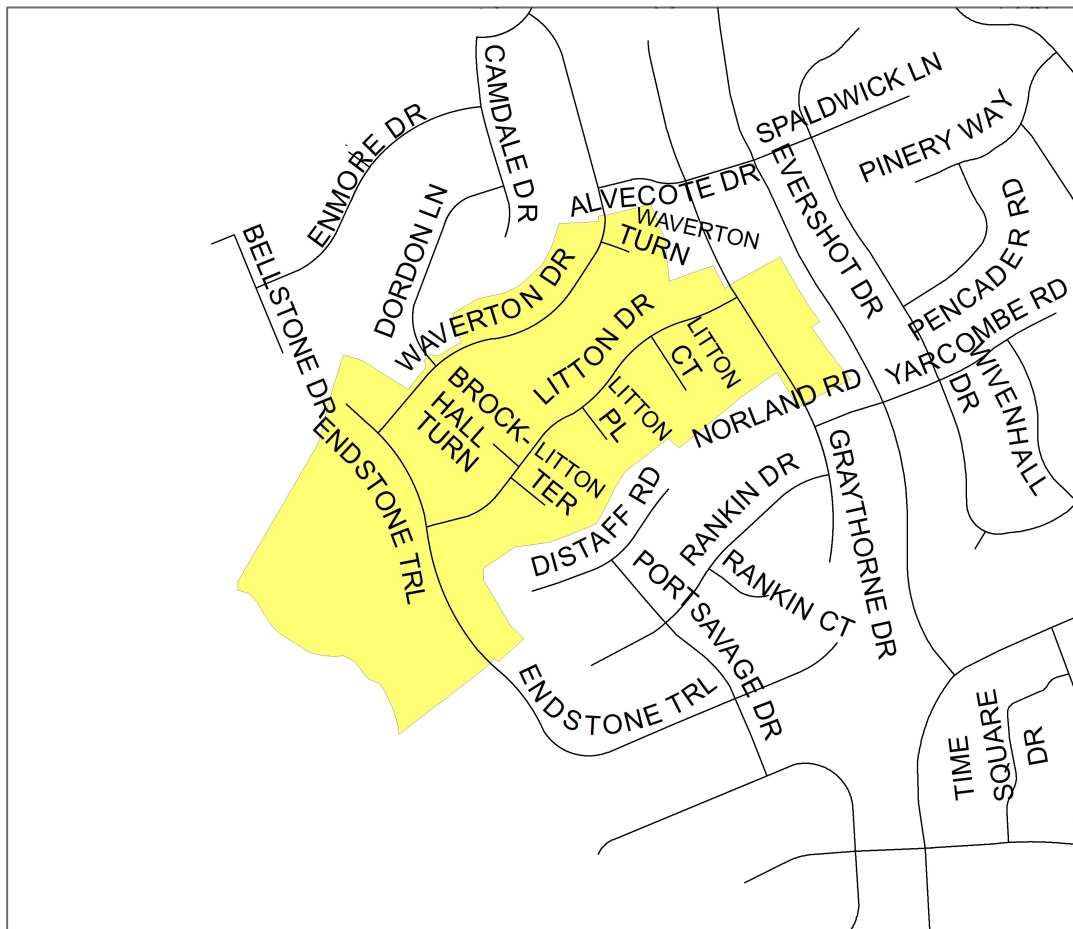 CAMDALE DR
SPALDWICK LN
ENMORE DR
PINERY WAY
ALVECOTE DR
EVERSHOT DR
DORDON LN
WAVERTON
TURN
PENCADER RD
BELLSTONE DR
WAVERTON DR
YARCOMBE RD
LITTON DR
LITTON
CT
WIVENHALL
DR
BROCK-
HALL
TURN
LITTON
PL
NORLAND RD
ENDSTONE TRL
LITTON
TER
DISTAFF RD
RANKIN DR
GRAYTHORNE DR
PORTSAVAGE DR
RANKIN CT
ENDSTONE TRL
TIME
SQUARE
DR